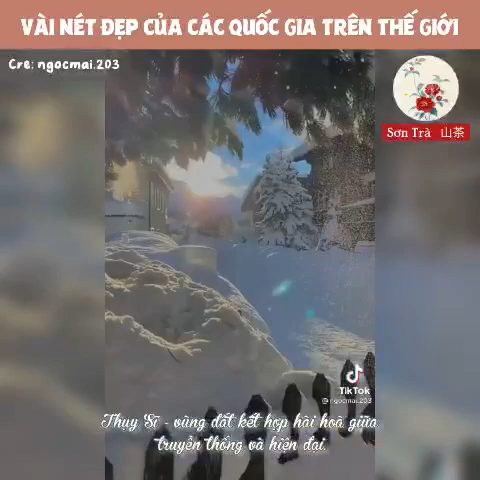 VÀI NÉT ĐẸP CỦA CÁC QUỐC GIA TRÊN THẾ GIỚI
Cre: ngocmai.203
Sơn Trà 山茶
TikTok
@ngocmai.203
Thụy Sĩ - vùng đất kết hợp hài hoà giữa
truyền thống và hiện đại.